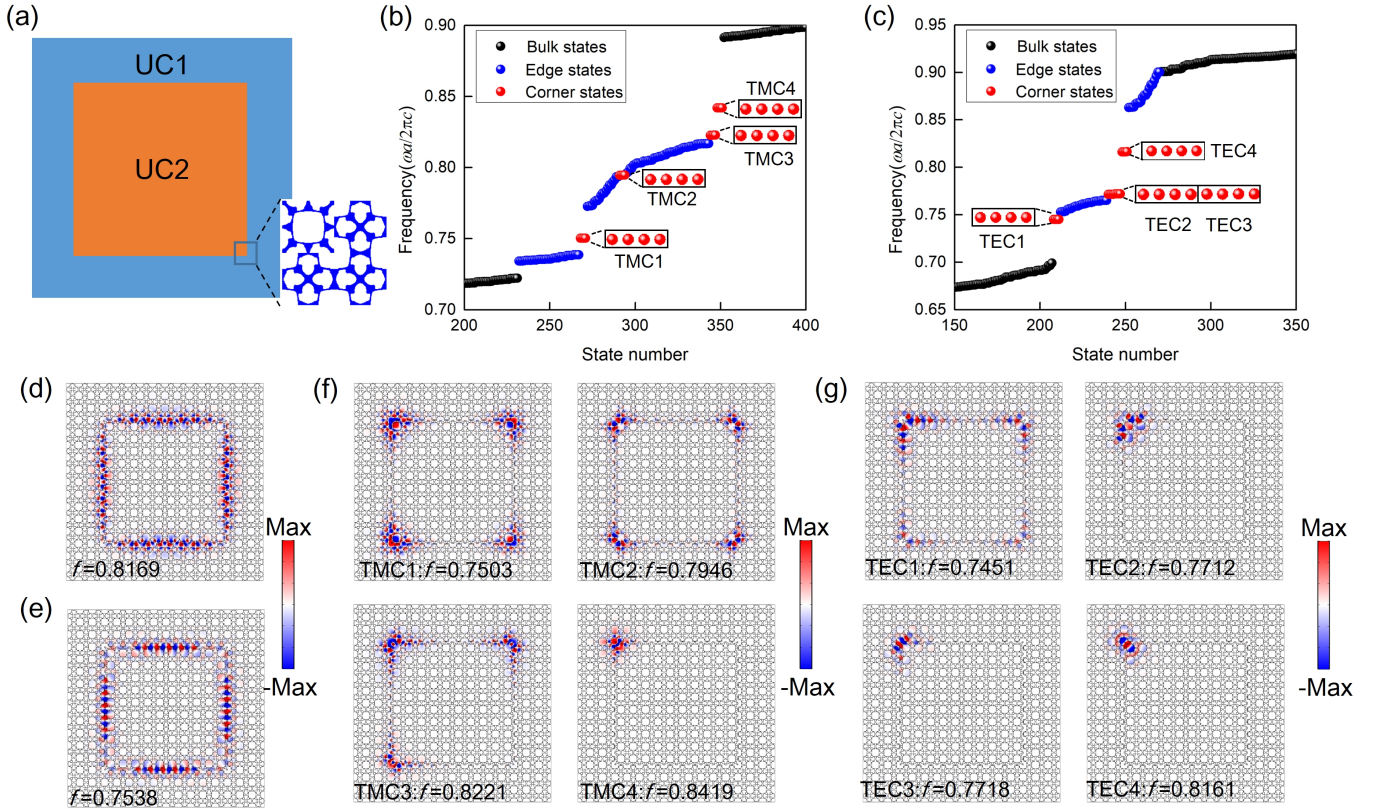 (a)
UC1
UC2
(b)
Frequency(ωa/2πc)
0.90
0.85
0.80
0.75
0.70
200
250
300
350
400
State number
Bulk states
Edge states
Corner states
TMC4
TMC3
TMC2
TMC1
(c)
Frequency(ωa/2πc)
0.95
0.90
0.85
0.80
0.75
0.70
0.65
150
200
250
300
350
State number
Bulk states
Edge states
Corner states
TEC4
TEC1
TEC2
TEC3
(d)
f=0.8169
(e)
f=0.7538
Max
-Max
(f)
TMC1:f=0.7503
TMC2:f=0.7946
TMC3:f=0.8221
TMC4:f=0.8419
Max
-Max
(g)
TEC1:f=0.7451
TEC2:f=0.7712
TEC3:f=0.7718
TEC4:f=0.8161
Max
-Max